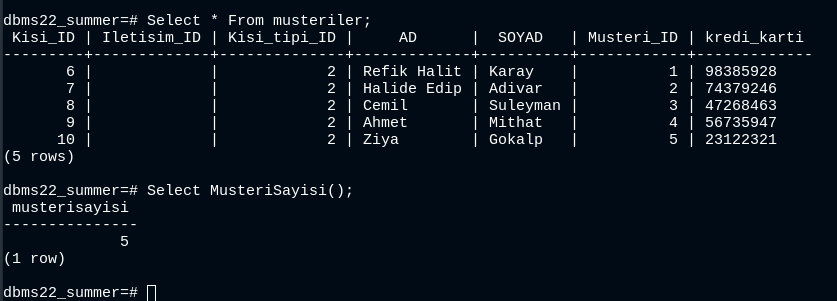 dbms22_summer=# Select * From musteriler;
 Kisi_ID | Iletisim_ID | Kisi_tipi_ID |     AD      |  SOYAD   | Musteri_ID | kredi_karti
---------+-------------+--------------+-------------+----------+------------+-------------
       6 |             |            2 | Refik Halit | Karay    |          1 | 98385928
       7 |             |            2 | Halide Edip | Adivar   |          2 | 74379246
       8 |             |            2 | Cemil       | Suleyman |          3 | 47268463
       9 |             |            2 | Ahmet       | Mithat   |          4 | 56735947
      10 |             |            2 | Ziya        | Gokalp   |          5 | 23122321
(5 rows)

dbms22_summer=# Select MusteriSayisi();
 musterisayisi
---------------
             5
(1 row)

dbms22_summer=#